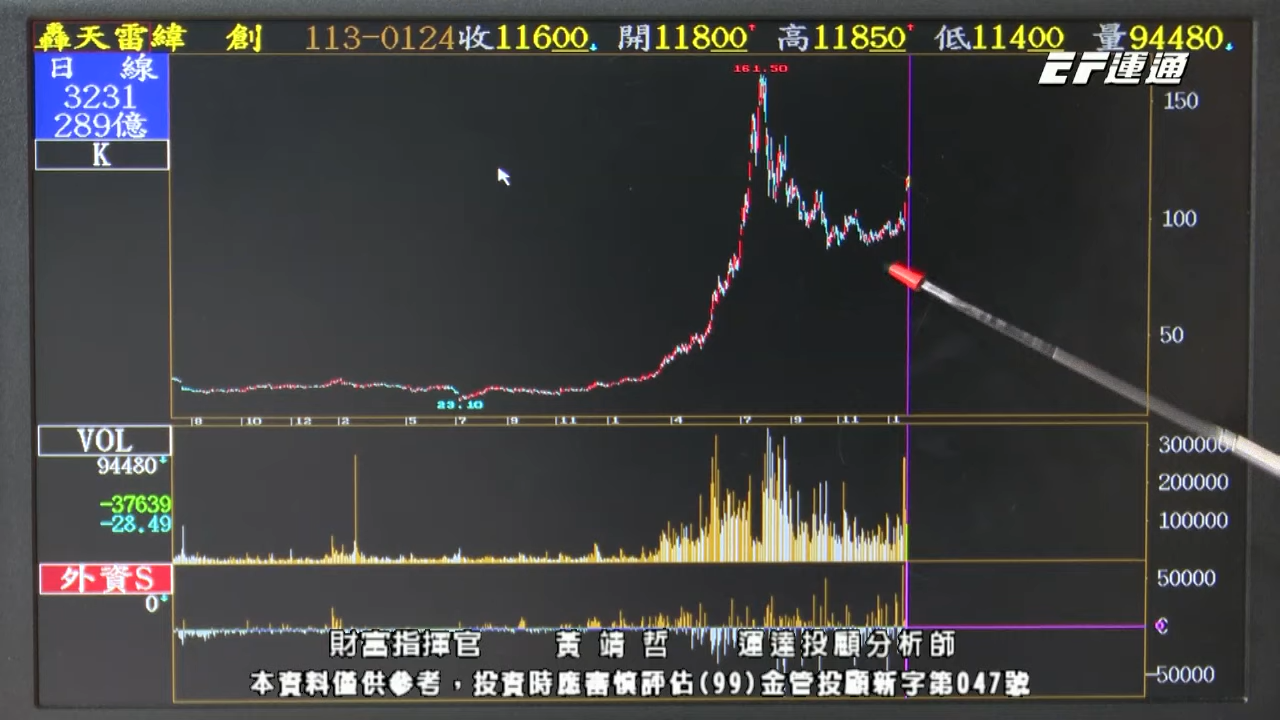 轟天雷緯 創 113-0124收11600↓ 開11800↑ 高11850↑ 低11400 量94480↓
EF運通
日 線
3231
289億
K
161.50
150
100
50
23.10
8 10 12 2 5 7 9 11 1 4 7 9 11 1
VOL
94480↓
-37639
-28.49
300000
200000
100000
外資S
0↓
50000
0
-50000
財富指揮官 黃靖哲 運達投顧分析師
本資料僅供參考，投資時應審慎評估(99)金管投顧新字第047號